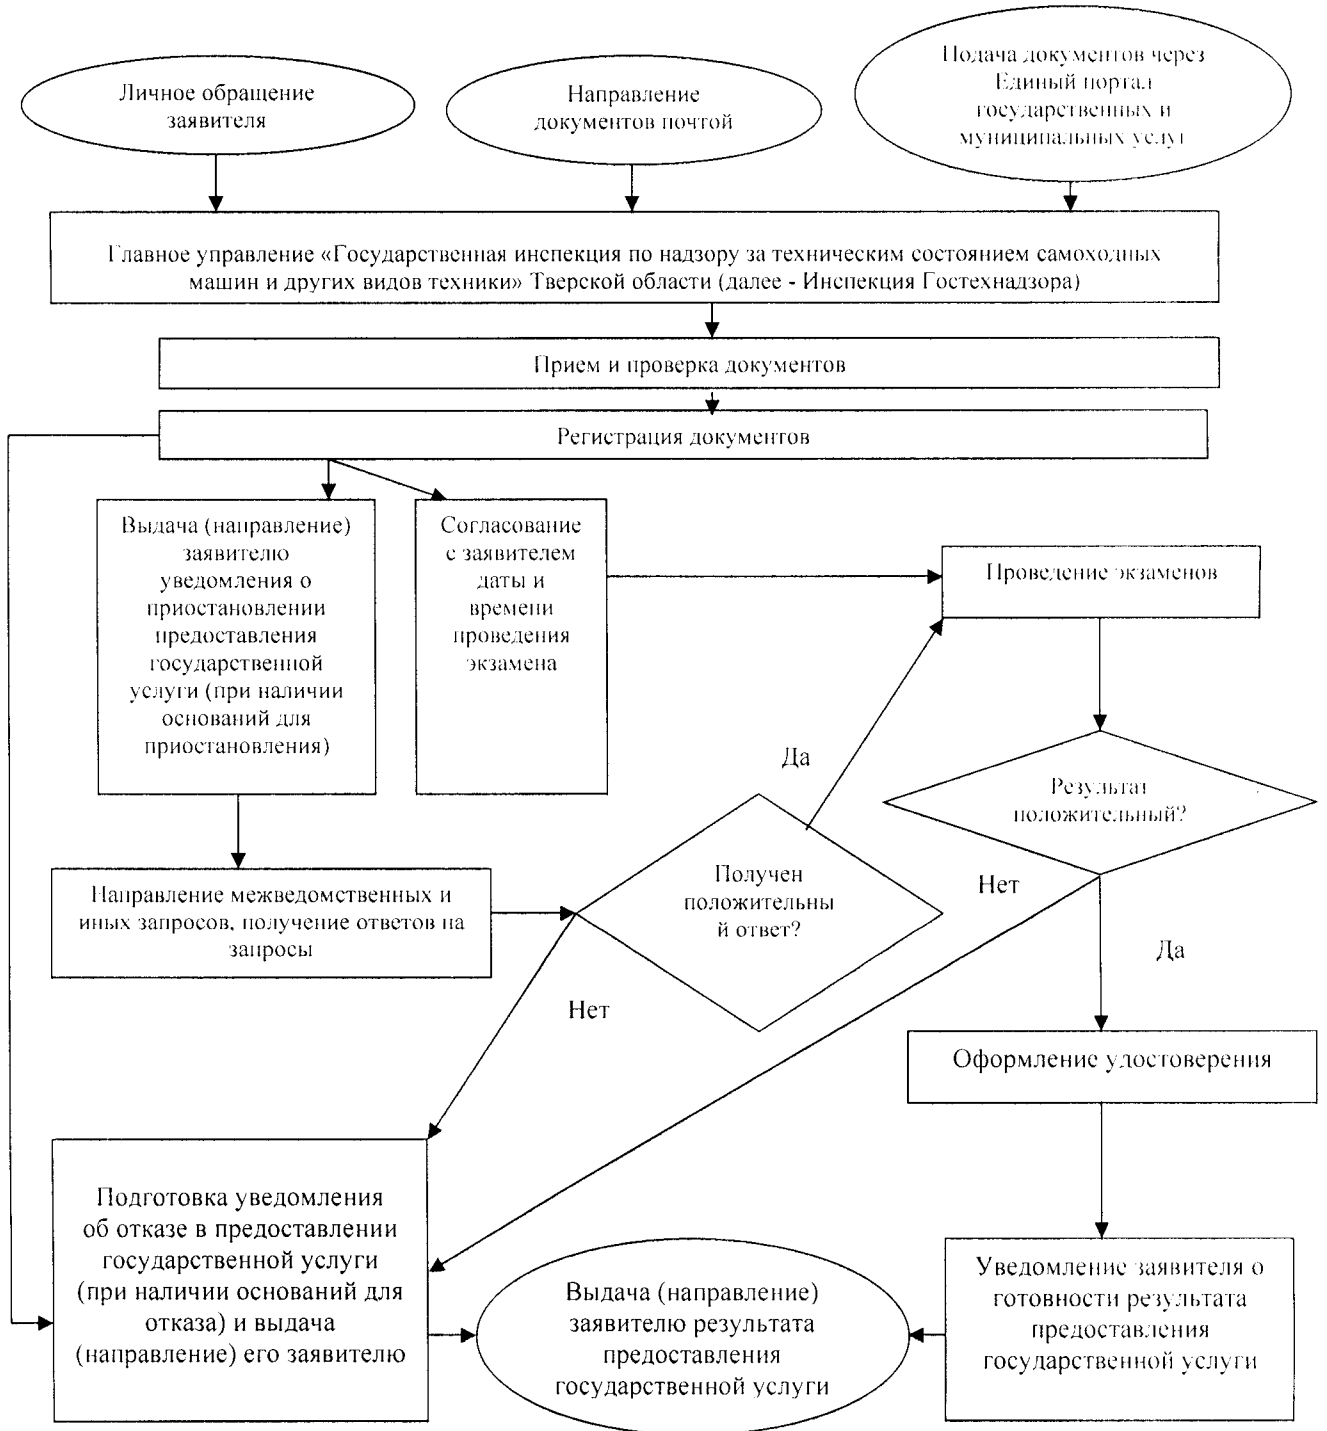 Личное обращение
заявителя
Направление
документов почтой
Подача документов через
Единый портал
государственных и
муниципальных услуг
Главное управление «Государственная инспекция по надзору за техническим состоянием самоходных
машин и других видов техники» Тверской области (далее - Инспекция Гостехнадзора)
Прием и проверка документов
Регистрация документов
Выдача (направление)
заявителю
уведомления о
приостановлении
предоставления
государственной
услуги (при наличии
оснований для
приостановления)
Согласование
с заявителем
даты и
времени
проведения
экзамена
Проведение экзаменов
Да
Результат
положительный?
Направление межведомственных и
иных запросов, получение ответов на
запросы
Получен
положительны
й ответ?
Нет
Да
Нет
Оформление удостоверения
Подготовка уведомления
об отказе в предоставлении
государственной услуги
(при наличии оснований для
отказа) и выдача
(направление) его заявителю
Выдача (направление)
заявителю результата
предоставления
государственной услуги
Уведомление заявителя о
готовности результата
предоставления
государственной услуги